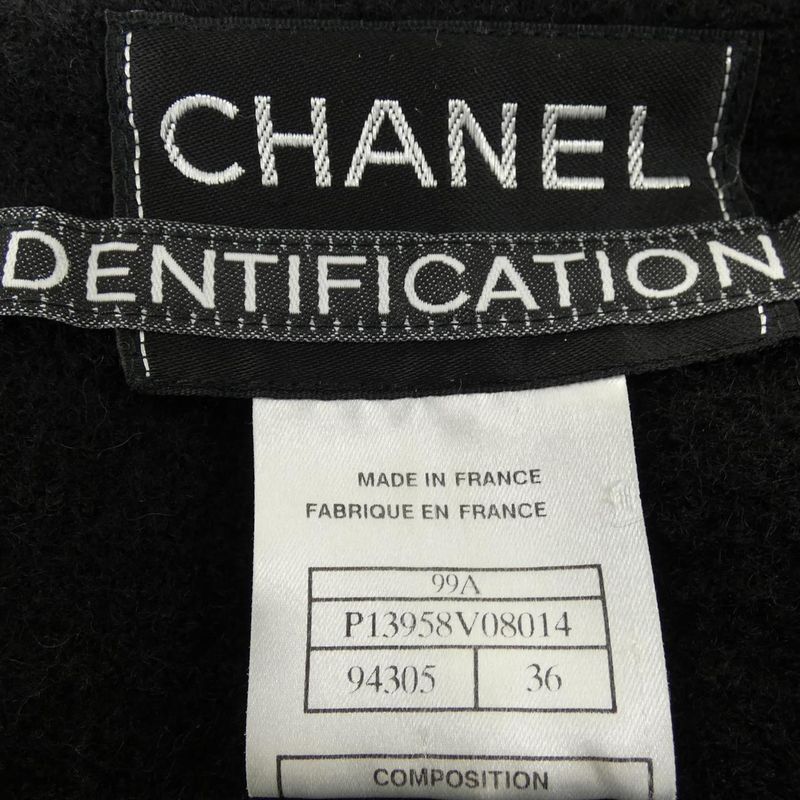 CHANEL
DENTIFICATION
MADE IN FRANCE
FABRIQUE EN FRANCE
99A
P13958V08014
94305 36
COMPOSITION